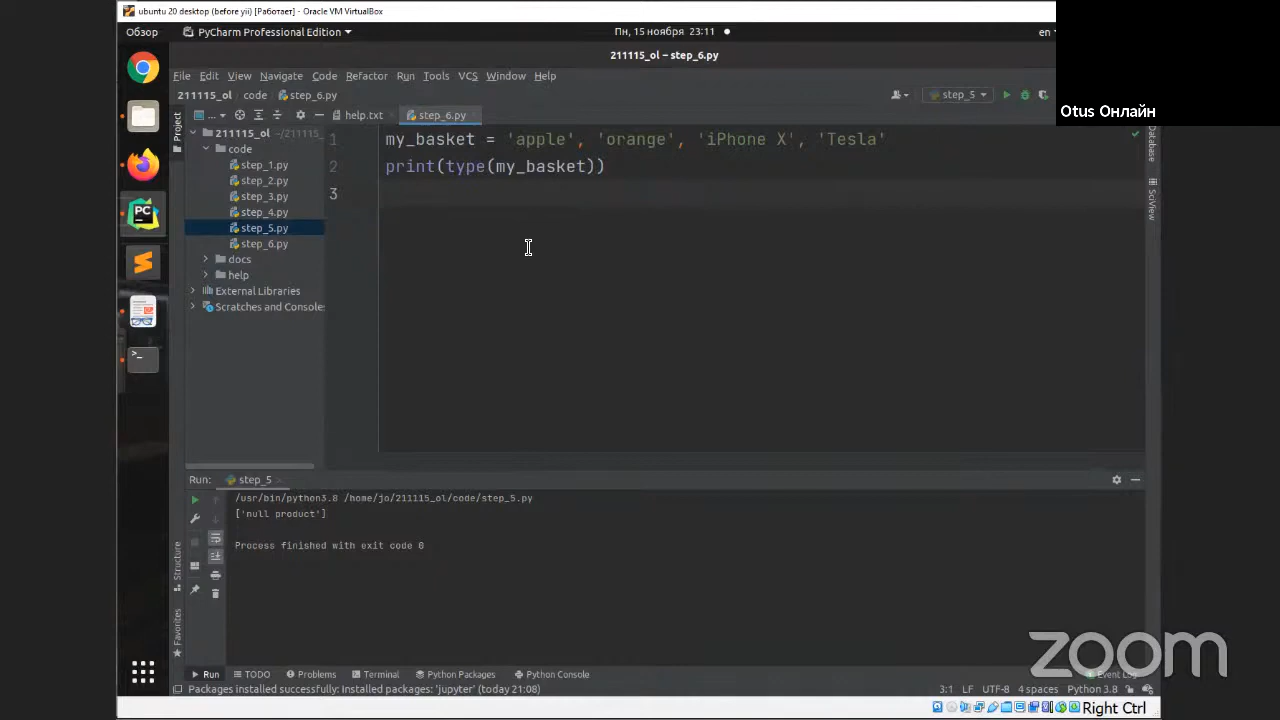 ubuntu 20 desktop (before yii) [Работает] - Oracle VM VirtualBox
Обзор PyCharm Professional Edition Пн, 15 ноября 23:11 en
211115_ol – step_6.py
File Edit View Navigate Code Refactor Run Tools VCS Window Help
211115_ol code step_6.py step_5
Otus Онлайн
Project ... help.txt step_6.py
211115_ol ~/211115_
code
step_1.py
step_2.py
step_3.py
step_4.py
step_5.py
step_6.py
docs
help
External Libraries
Scratches and Console
1 my_basket = 'apple', 'orange', 'iPhone X', 'Tesla'
2 print(type(my_basket))
3
Database
SciView
Run: step_5
/usr/bin/python3.8 /home/jo/211115_ol/code/step_5.py
['null product']
Process finished with exit code 0
Structure
Favorites
zoom
Run TODO Problems Terminal Python Packages Python Console Event Log
Packages installed successfully: Installed packages: 'jupyter' (today 21:08) 3:1 LF UTF-8 4 spaces Python 3.8
Right Ctrl